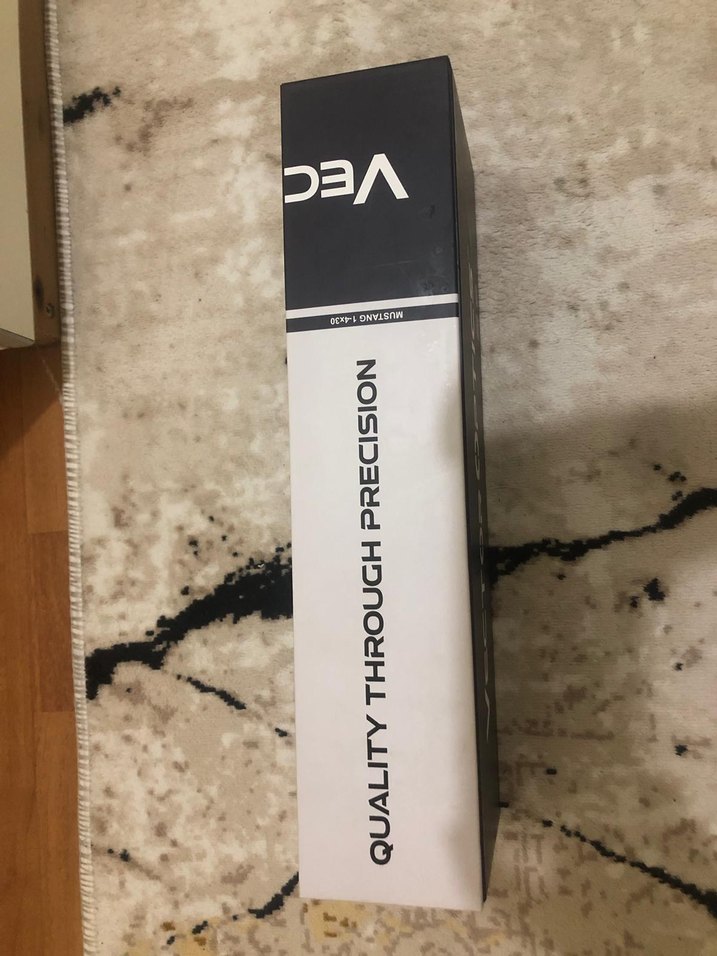 VEC
MUSTANG 1-4x30
QUALITY THROUGH PRECISION